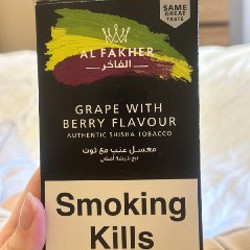 SAME
GREAT
TASTE
AL FAKHER
الفاخر
GRAPE WITH
BERRY FLAVOUR
AUTHENTIC SHISHA TOBACCO
معسل عنب مع توت
Smoking
Kills